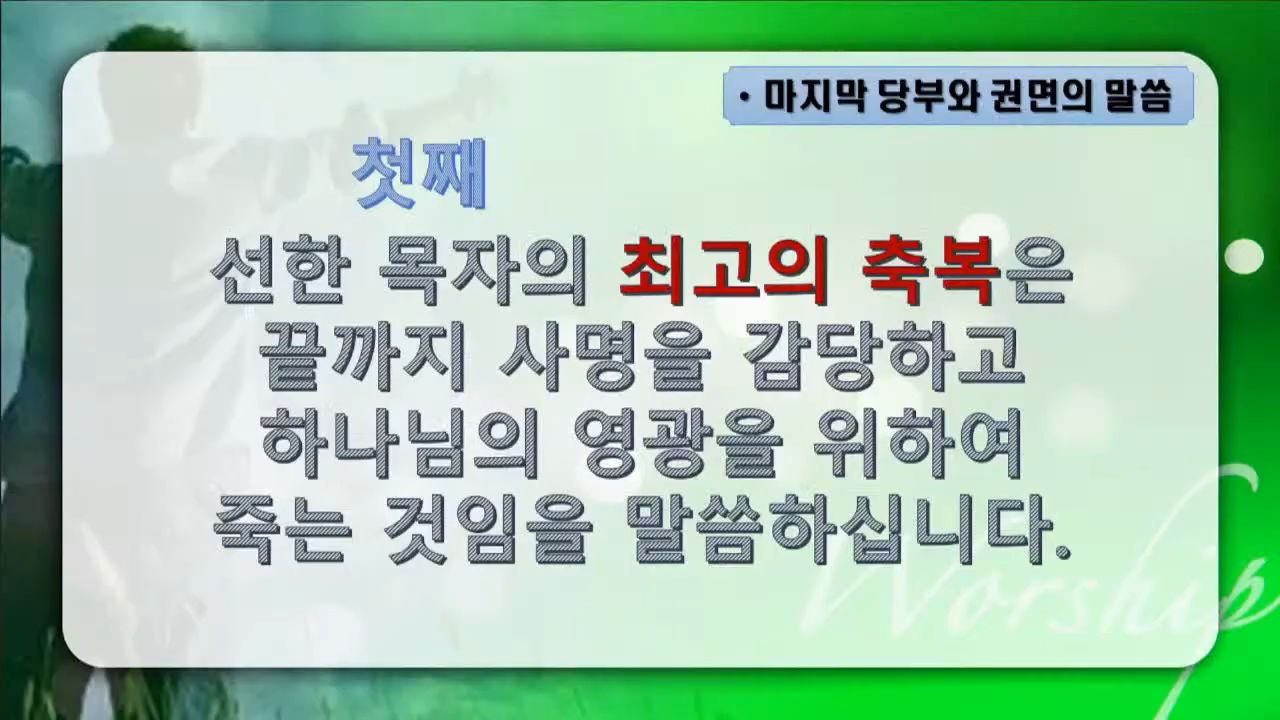 • 마지막 당부와 권면의 말씀
첫째
선한 목자의 최고의 축복은
끝까지 사명을 감당하고
하나님의 영광을 위하여
죽는 것임을 말씀하십니다.
Worship